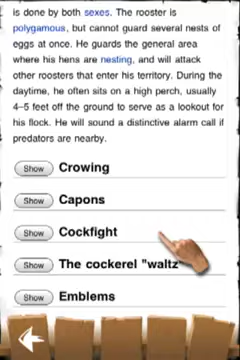 is done by both sexes. The rooster is
polygamous, but cannot guard several nests of
eggs at once. He guards the general area
where his hens are nesting, and will attack
other roosters that enter his territory. During the
daytime, he often sits on a high perch, usually
4–5 feet off the ground to serve as a lookout for
his flock. He will sound a distinctive alarm call if
predators are nearby.
Show Crowing
Show Capons
Show Cockfight
Show The cockerel "waltz"
Show Emblems